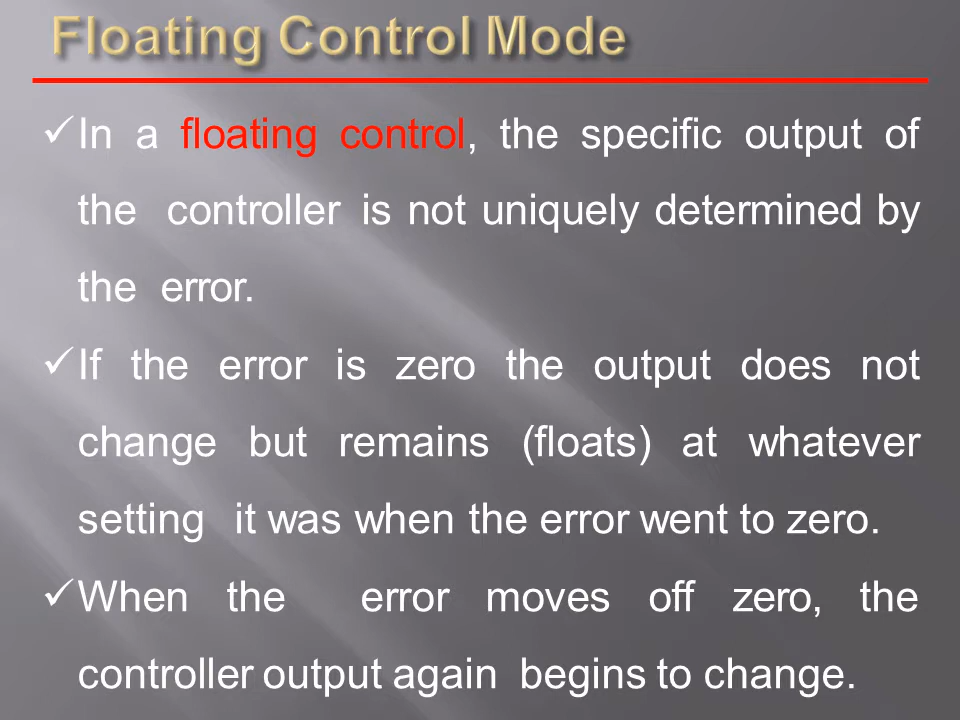 Floating Control Mode
✓ In a floating control, the specific output of
the controller is not uniquely determined by
the error.
✓ If the error is zero the output does not
change but remains (floats) at whatever
setting it was when the error went to zero.
✓ When the error moves off zero, the
controller output again begins to change.